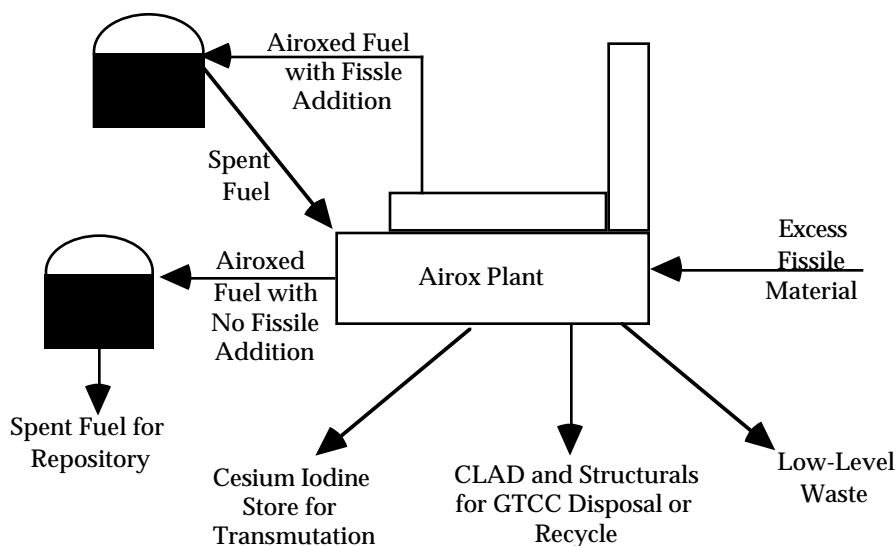 Airoxed Fuel
with Fissle
Addition
Spent
Fuel
Airox Plant
Excess
Fissile
Material
Airoxed
Fuel with
No Fissile
Addition
Spent Fuel for
Repository
Cesium Iodine
Store for
Transmutation
CLAD and Structurals
for GTCC Disposal or
Recycle
Low-Level
Waste